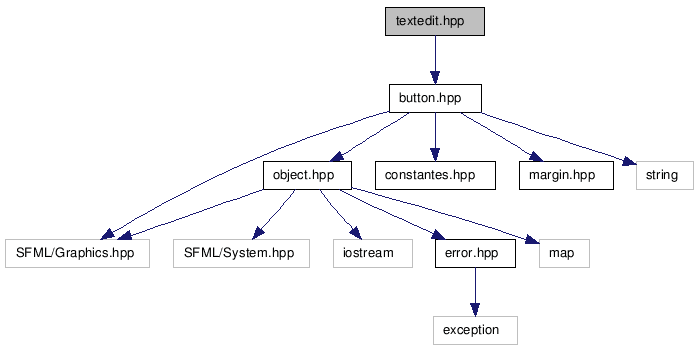 textedit.hpp
button.hpp
object.hpp
constantes.hpp
margin.hpp
string
SFML/Graphics.hpp
SFML/System.hpp
iostream
error.hpp
map
exception